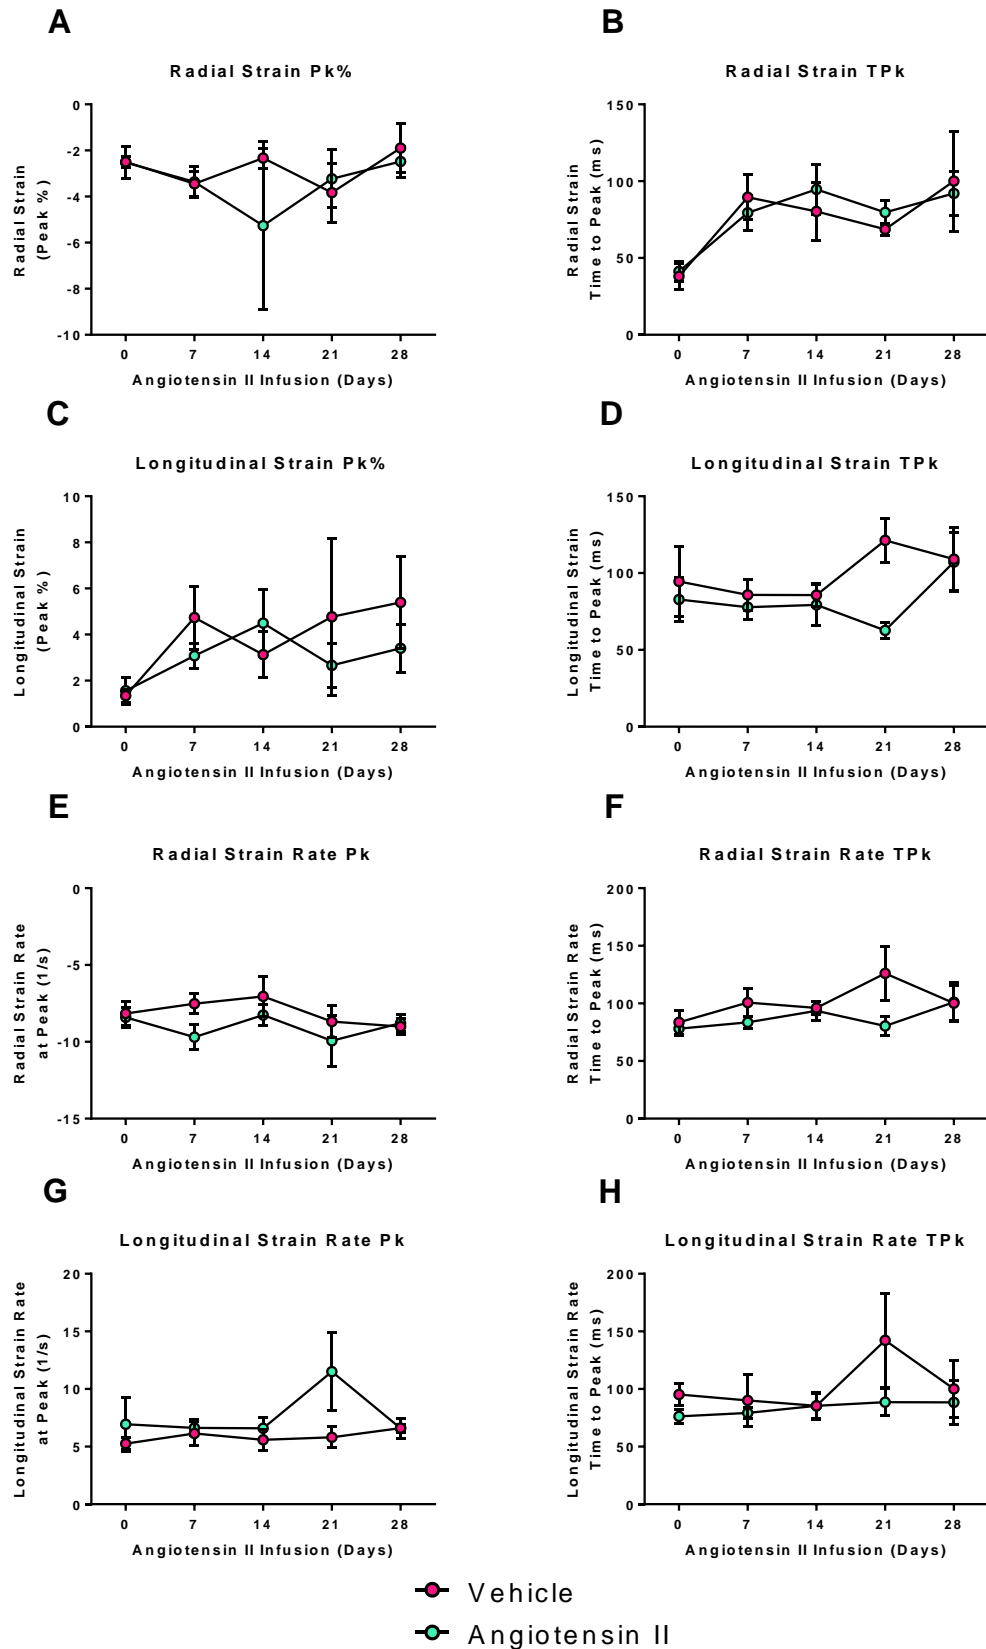 A
B
Radial Strain Pk%
Radial Strain TPk
0
-2
-4
-6
-8
-10
Radial Strain
(Peak %)
0 7 14 21 28
Angiotensin II Infusion (Days)
150
100
50
0
Radial Strain
Time to Peak (ms)
0 7 14 21 28
Angiotensin II Infusion (Days)
C
D
Longitudinal Strain Pk%
Longitudinal Strain TPk
10
8
6
4
2
0
Longitudinal Strain
(Peak %)
0 7 14 21 28
Angiotensin II Infusion (Days)
150
100
50
0
Longitudinal Strain
Time to Peak (ms)
0 7 14 21 28
Angiotensin II Infusion (Days)
E
F
Radial Strain Rate Pk
Radial Strain Rate TPk
0
-5
-10
-15
Radial Strain Rate
at Peak (1/s)
0 7 14 21 28
Angiotensin II Infusion (Days)
200
150
100
50
0
Radial Strain Rate
Time to Peak (ms)
0 7 14 21 28
Angiotensin II Infusion (Days)
G
H
Longitudinal Strain Rate Pk
Longitudinal Strain Rate TPk
20
15
10
5
0
Longitudinal Strain Rate
at Peak (1/s)
0 7 14 21 28
Angiotensin II Infusion (Days)
200
150
100
50
0
Longitudinal Strain Rate
Time to Peak (ms)
0 7 14 21 28
Angiotensin II Infusion (Days)
Vehicle
Angiotensin II